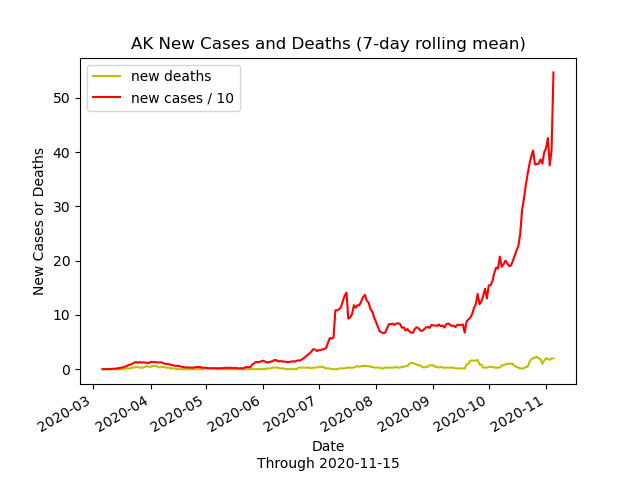 AK New Cases and Deaths (7-day rolling mean)
new deaths
new cases / 10
New Cases or Deaths
50
40
30
20
10
0
2020-03
2020-04
2020-05
2020-06
2020-07
2020-08
2020-09
2020-10
2020-11
Date
Through 2020-11-15